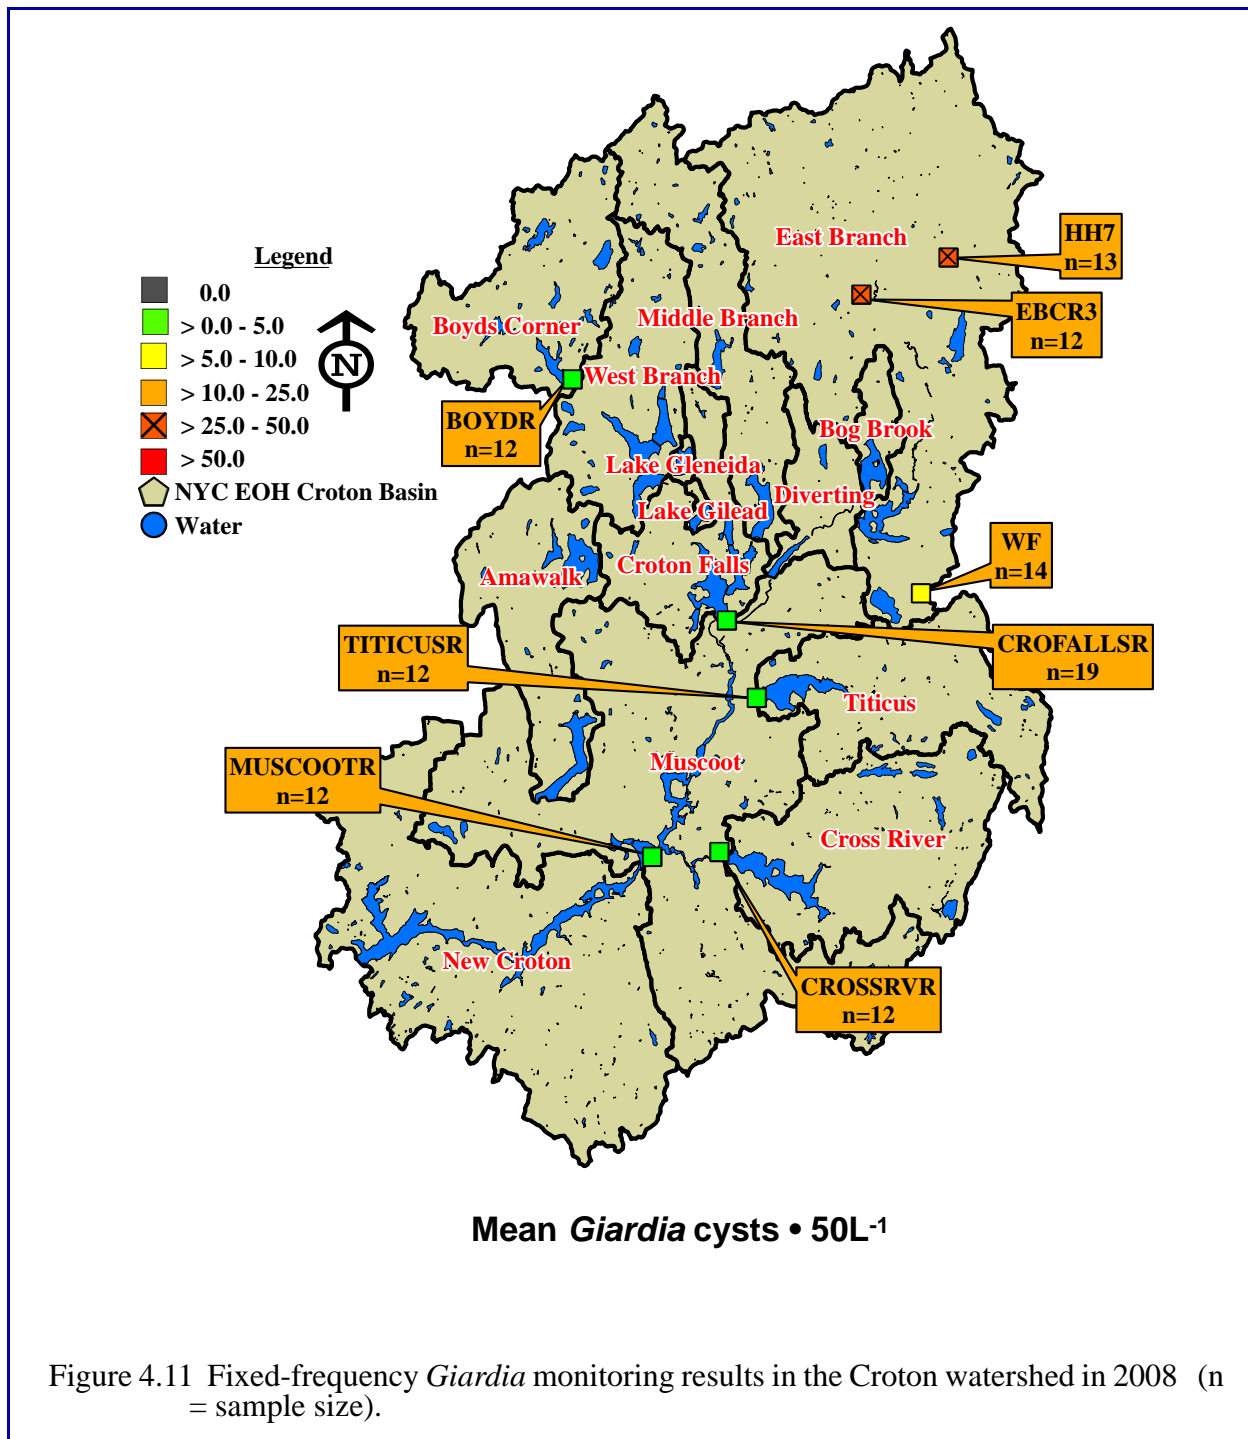 HH7
n=13
East Branch
Legend
0.0
> 0.0 - 5.0
> 5.0 - 10.0
> 10.0 - 25.0
> 25.0 - 50.0
> 50.0
NYC EOH Croton Basin
Water
N
EBCR3
n=12
Boyds Corner
Middle Branch
West Branch
BOYDR
n=12
Bog Brook
Lake Gleneida
Diverting
Lake Gilead
WF
n=14
Croton Falls
Amawalk
TITICUSR
n=12
CROFALLSR
n=19
Titicus
MUSCOOTR
n=12
Muscoot
Cross River
New Croton
CROSSRVR
n=12
Mean Giardia cysts • 50L-1
Figure 4.11 Fixed-frequency Giardia monitoring results in the Croton watershed in 2008 (n
= sample size).